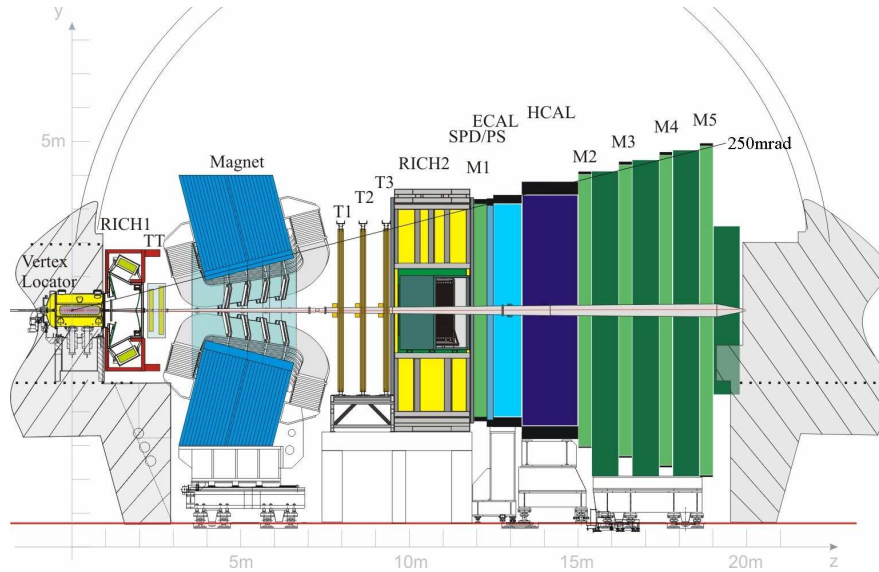 y
5m
Vertex
Locator
RICH1
TT
Magnet
T1
T2
T3
RICH2
M1
SPD/PS
ECAL
HCAL
M2
M3
M4
M5
250mrad
5m
10m
15m
20m
z